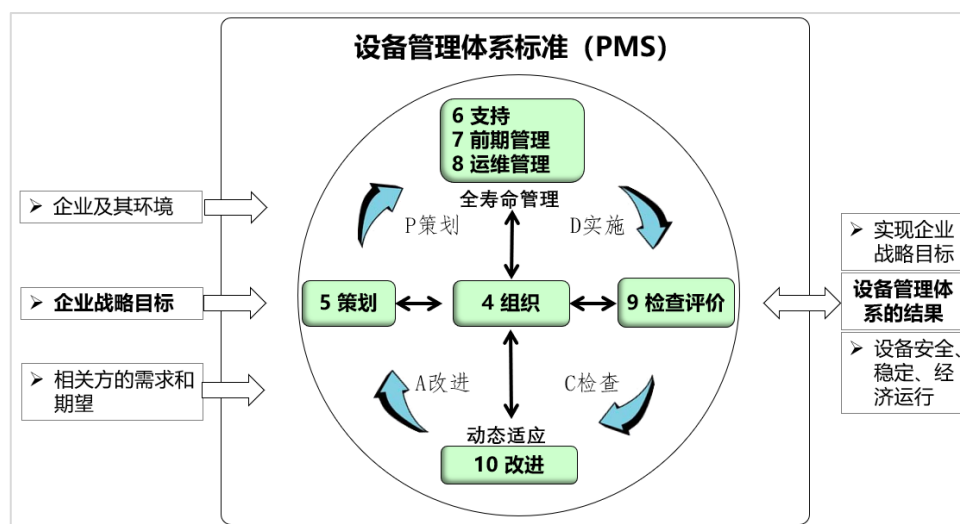 设备管理体系标准（PMS）
6 支持
7 前期管理
8 运维管理
全寿命管理
P策划
D实施
➢ 企业及其环境
➢ 企业战略目标
➢ 相关方的需求和
期望
5 策划
4 组织
9 检查评价
A改进
C检查
动态适应
10 改进
➢ 实现企业
战略目标
设备管理体
系的结果
➢ 设备安全、
稳定、经
济运行